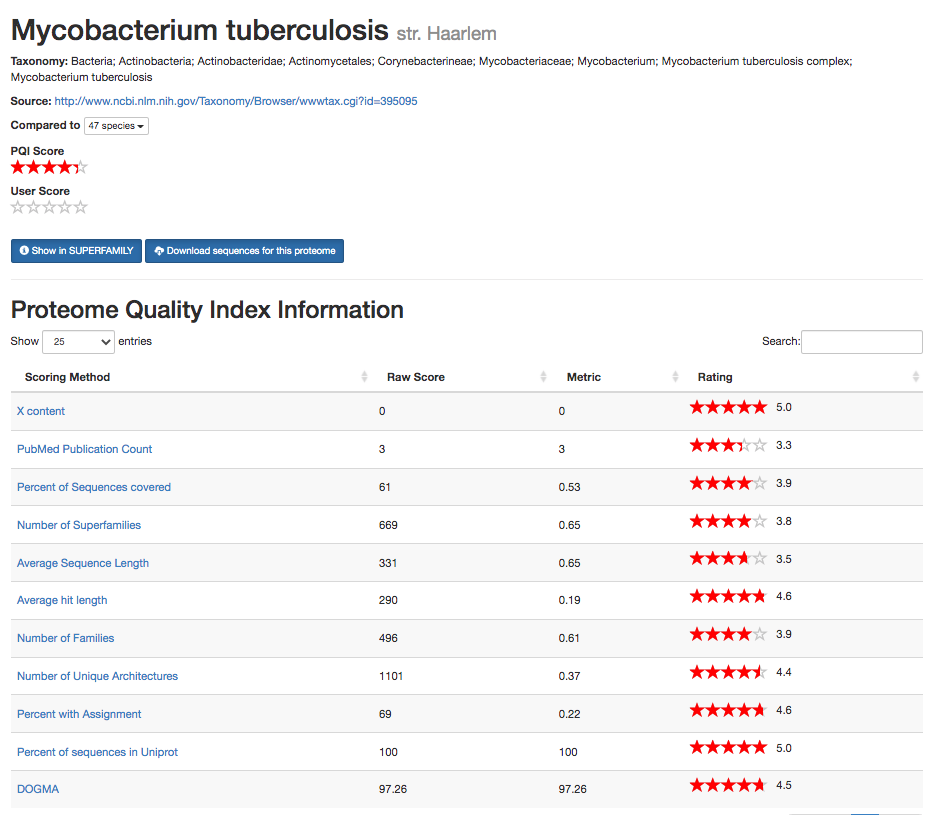 Mycobacterium tuberculosis str. Haarlem
Taxonomy: Bacteria; Actinobacteria; Actinobacteridae; Actinomycetales; Corynebacterineae; Mycobacteriaceae; Mycobacterium; Mycobacterium tuberculosis complex;
Mycobacterium tuberculosis
Source: http://www.ncbi.nlm.nih.gov/Taxonomy/Browser/wwwtax.cgi?id=395095
Compared to 47 species
PQI Score
User Score
Show in SUPERFAMILY Download sequences for this proteome
Proteome Quality Index Information
Show 25 entries Search:
Scoring Method Raw Score Metric Rating
X content 0 0 5.0
PubMed Publication Count 3 3 3.3
Percent of Sequences covered 61 0.53 3.9
Number of Superfamilies 669 0.65 3.8
Average Sequence Length 331 0.65 3.5
Average hit length 290 0.19 4.6
Number of Families 496 0.61 3.9
Number of Unique Architectures 1101 0.37 4.4
Percent with Assignment 69 0.22 4.6
Percent of sequences in Uniprot 100 100 5.0
DOGMA 97.26 97.26 4.5